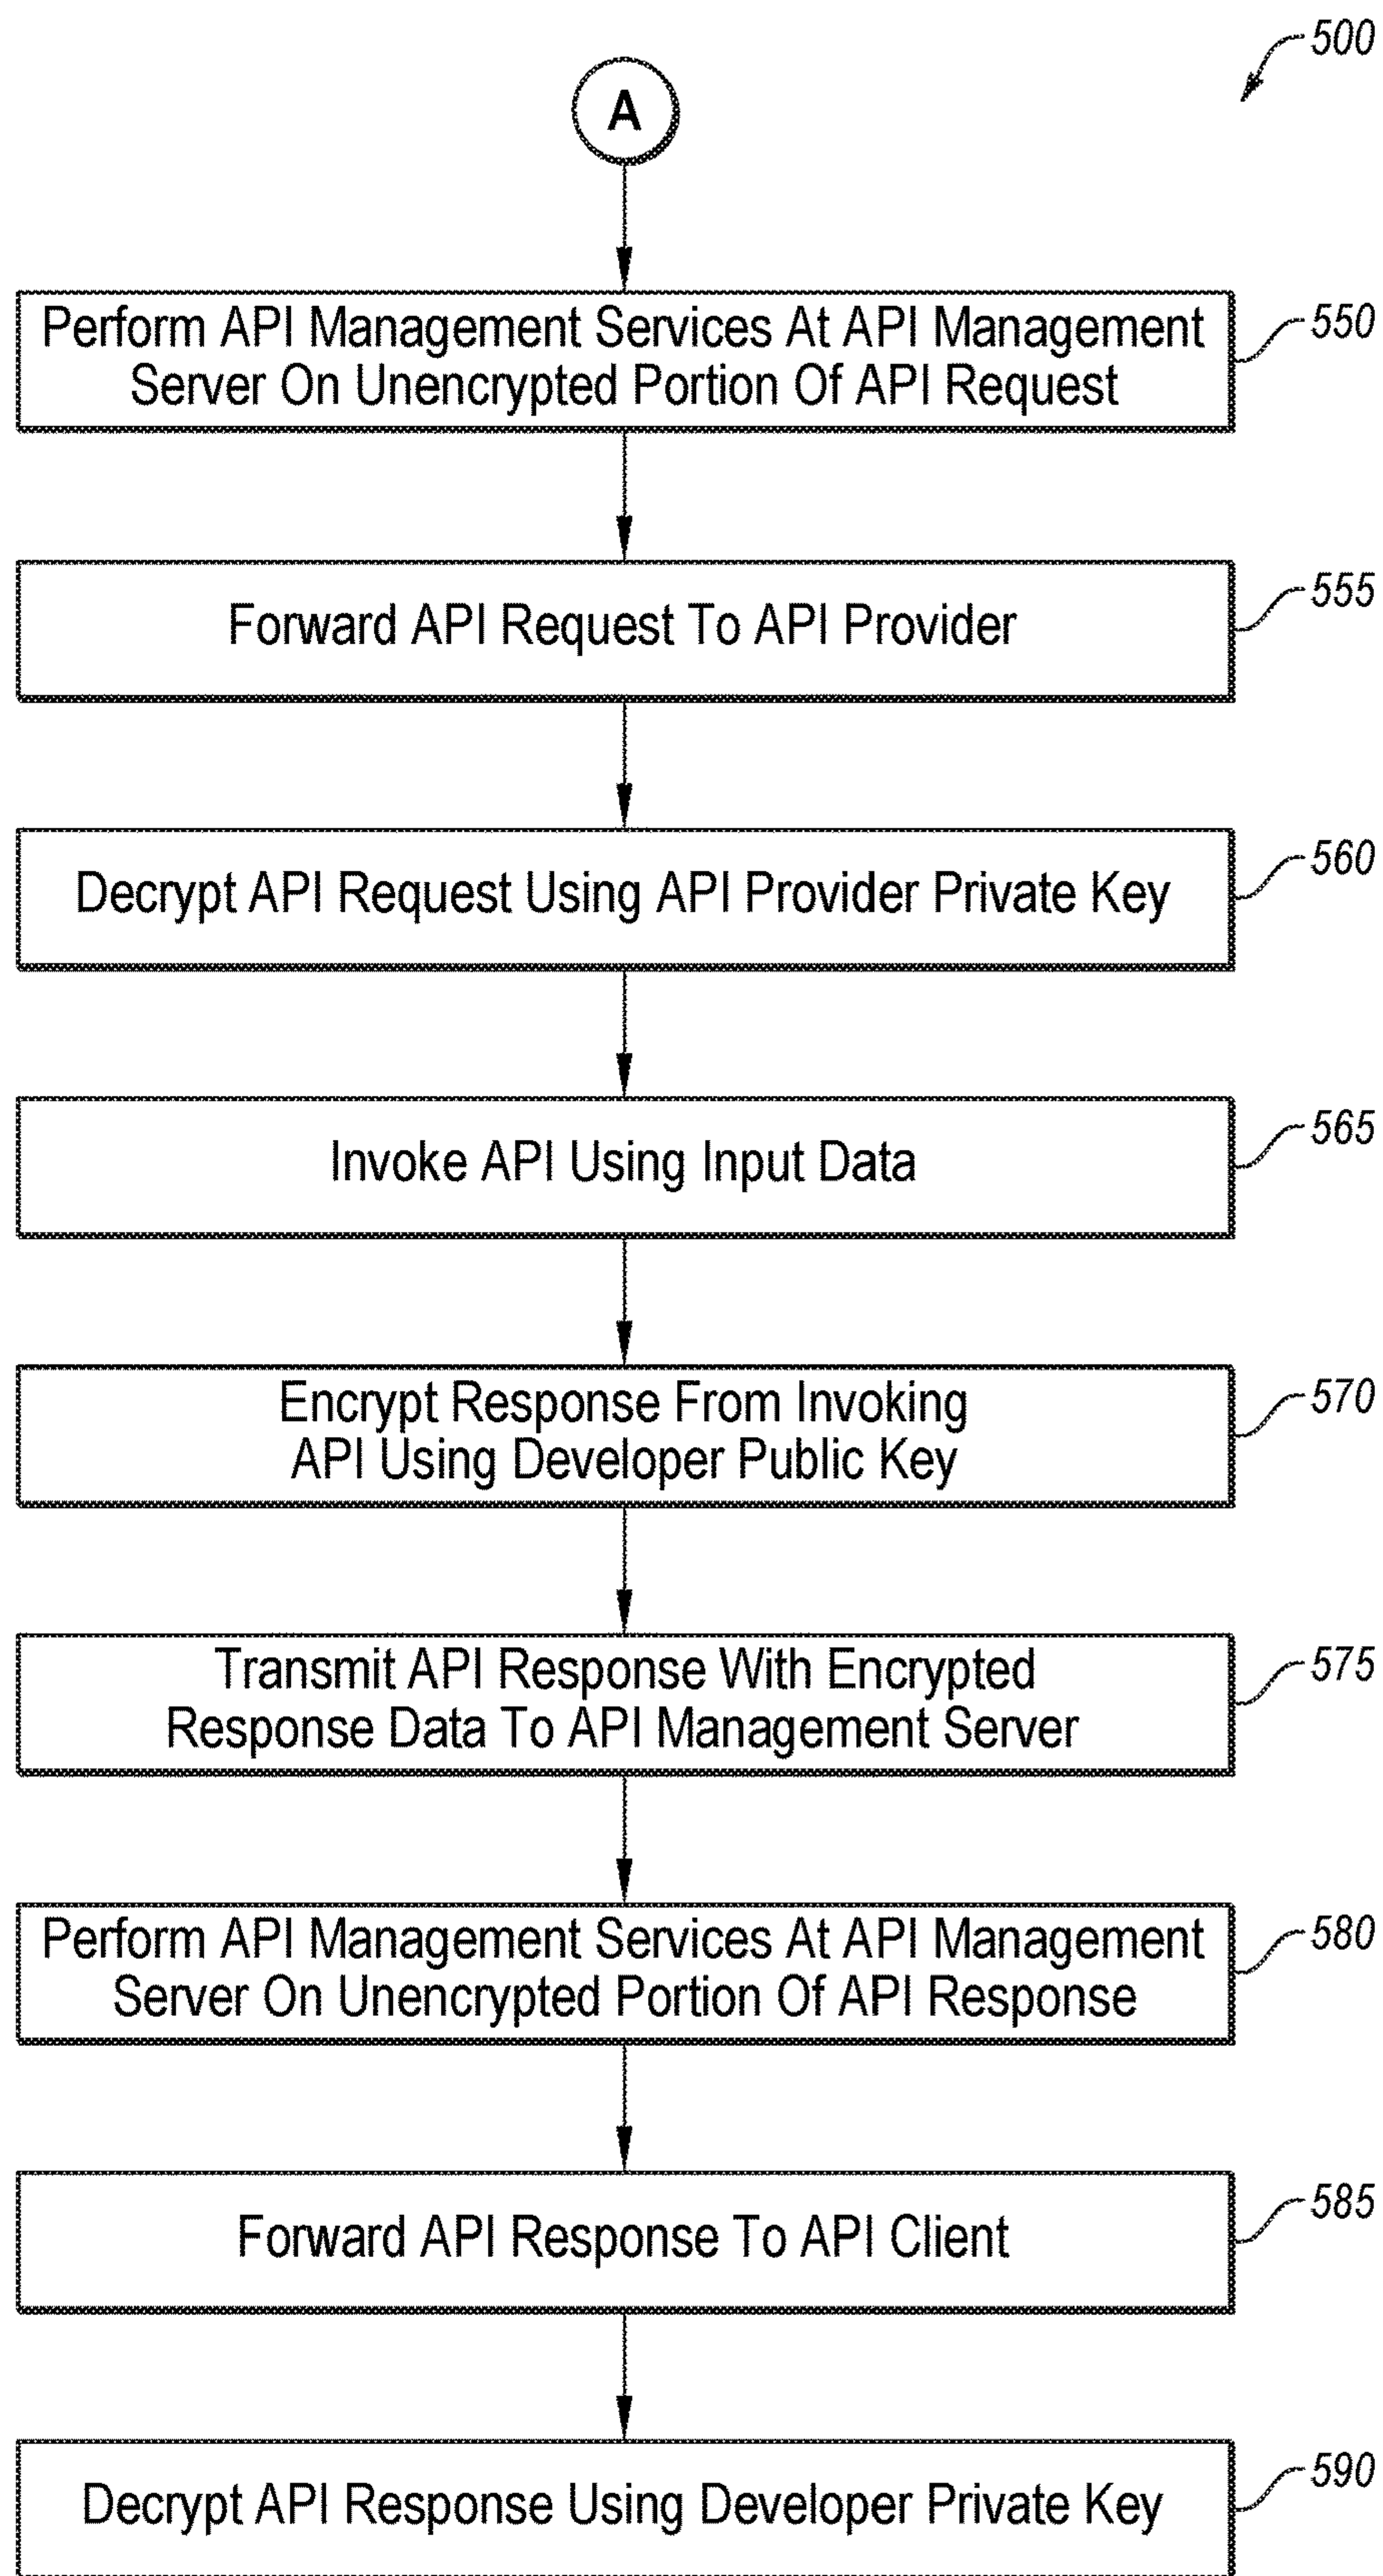 500
A
Perform API Management Services At API Management
Server On Unencrypted Portion Of API Request
550
Forward API Request To API Provider
555
Decrypt API Request Using API Provider Private Key
560
Invoke API Using Input Data
565
Encrypt Response From Invoking
API Using Developer Public Key
570
Transmit API Response With Encrypted
Response Data To API Management Server
575
Perform API Management Services At API Management
Server On Unencrypted Portion Of API Response
580
Forward API Response To API Client
585
Decrypt API Response Using Developer Private Key
590